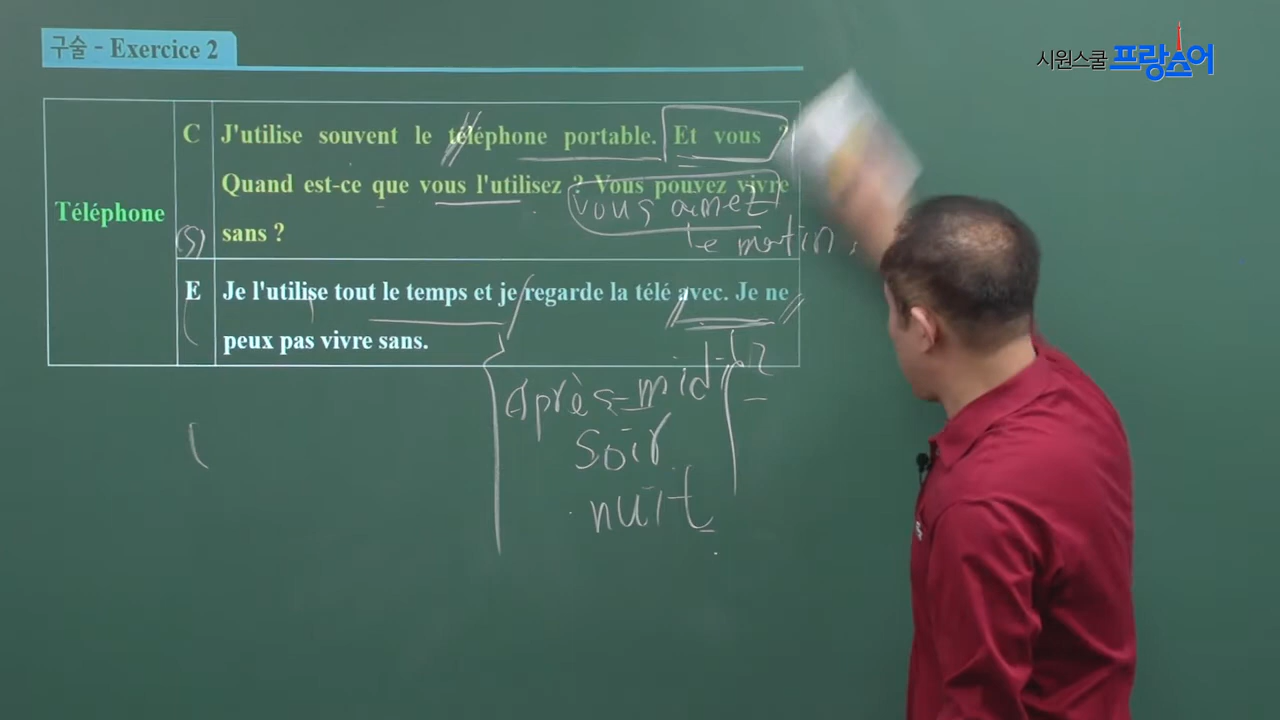 구술 - Exercice 2
시원스쿨 프랑스어
Téléphone
C
J'utilise souvent le téléphone portable. Et vous ?
Quand est-ce que vous l'utilisez ? Vous pouvez vivre
sans ?
vous aimez
le matin
(S)
E
Je l'utilise tout le temps et je regarde la télé avec. Je ne
peux pas vivre sans.
Après-midi
soir
nuit